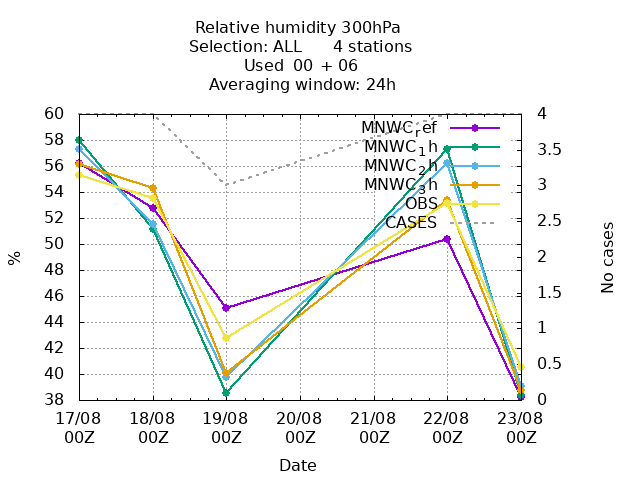 Relative humidity 300hPa
Selection: ALL 4 stations
Used 00 + 06
Averaging window: 24h
60
58
56
54
52
50
48
46
44
42
40
38
4
3.5
3
2.5
2
1.5
1
0.5
0
MNWC_ref
MNWC_1h
MNWC_2h
MNWC_3h
OBS
CASES
%
No cases
17/08 18/08 19/08 20/08 21/08 22/08 23/08
00Z 00Z 00Z 00Z 00Z 00Z 00Z
Date